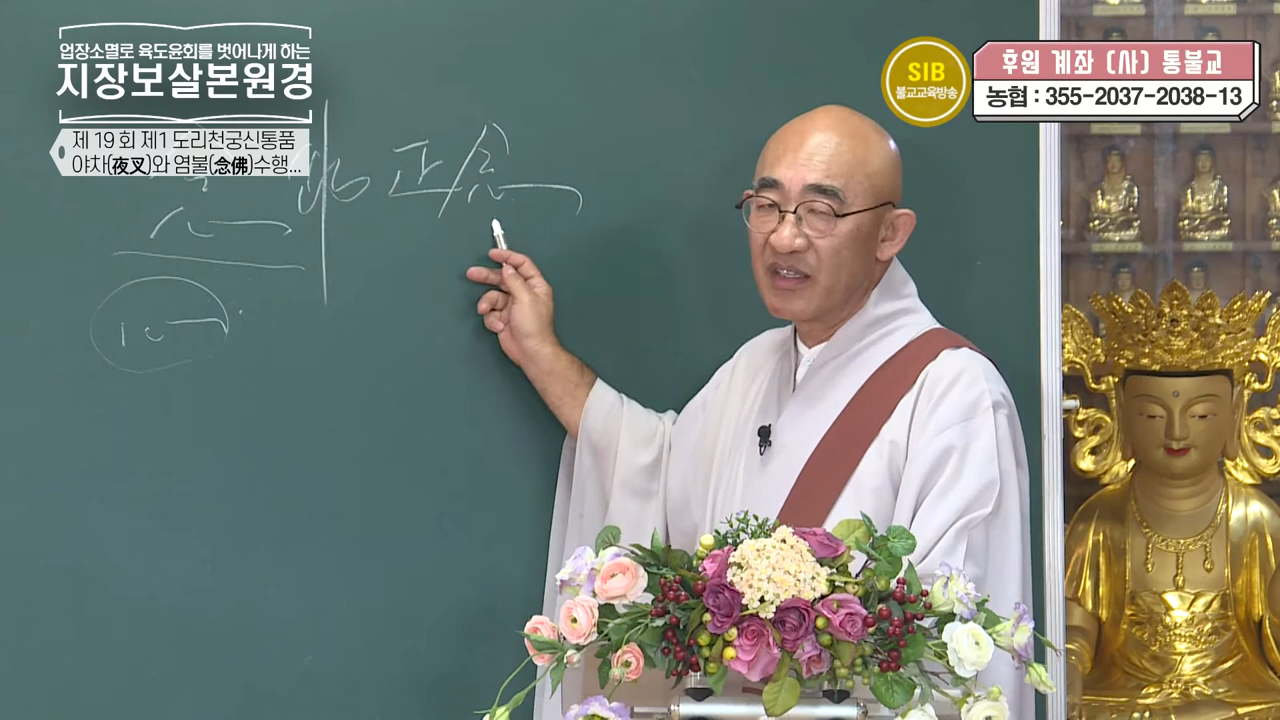 업장소멸로 육도윤회를 벗어나게 하는
지장보살본원경
제 19 회 제1 도리천궁신통품
야차(夜叉)와 염불(念佛)수행...
SIB
불교교육방송
후원 계좌 (사) 통불교
농협 : 355-2037-2038-13
正念
10